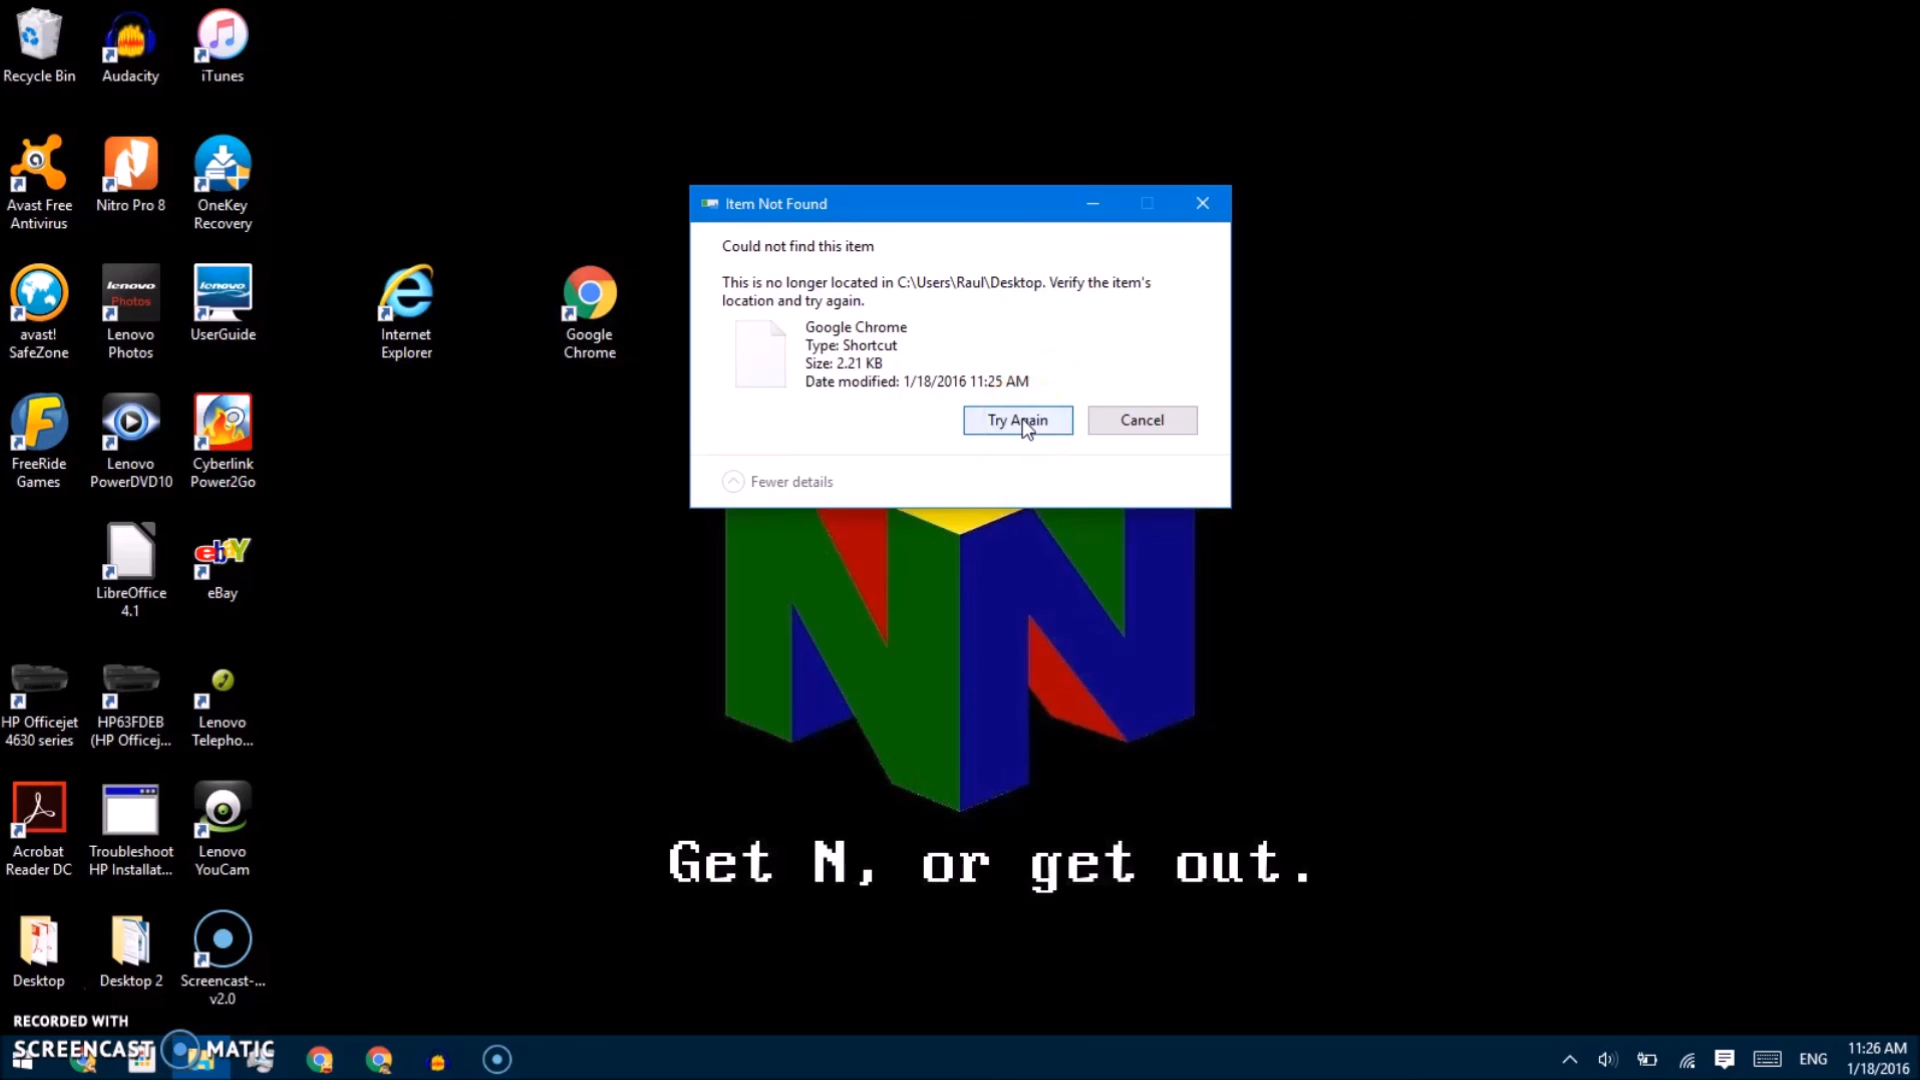 Recycle Bin
Audacity
iTunes
Avast Free
Antivirus
Nitro Pro 8
OneKey
Recovery
avast!
SafeZone
lenovo
Photos
Lenovo
Photos
lenovo
UserGuide
Internet
Explorer
Google
Chrome
Item Not Found
Could not find this item
This is no longer located in C:\Users\Raul\Desktop. Verify the item's
location and try again.
Google Chrome
Type: Shortcut
Size: 2.21 KB
Date modified: 1/18/2016 11:25 AM
Try Again
Cancel
Fewer details
FreeRide
Games
Lenovo
PowerDVD10
Cyberlink
Power2Go
LibreOffice
4.1
ebay
eBay
HP Officejet
4630 series
HP63FDEB
(HP Officej...
Lenovo
Telepho...
Acrobat
Reader DC
Troubleshoot
HP Installat...
Lenovo
YouCam
Get N, or get out.
Desktop
Desktop 2
Screencast-...
v2.0
RECORDED WITH
SCREENCAST MATIC
ENG
11:26 AM
1/18/2016